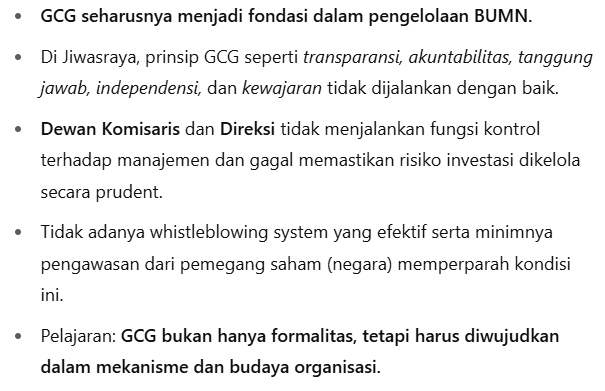 • GCG seharusnya menjadi fondasi dalam pengelolaan BUMN.
• Di Jiwasraya, prinsip GCG seperti transparansi, akuntabilitas, tanggung
jawab, independensi, dan kewajaran tidak dijalankan dengan baik.
• Dewan Komisaris dan Direksi tidak menjalankan fungsi kontrol
terhadap manajemen dan gagal memastikan risiko investasi dikelola
secara prudent.
• Tidak adanya whistleblowing system yang efektif serta minimnya
pengawasan dari pemegang saham (negara) memperparah kondisi
ini.
• Pelajaran: GCG bukan hanya formalitas, tetapi harus diwujudkan
dalam mekanisme dan budaya organisasi.